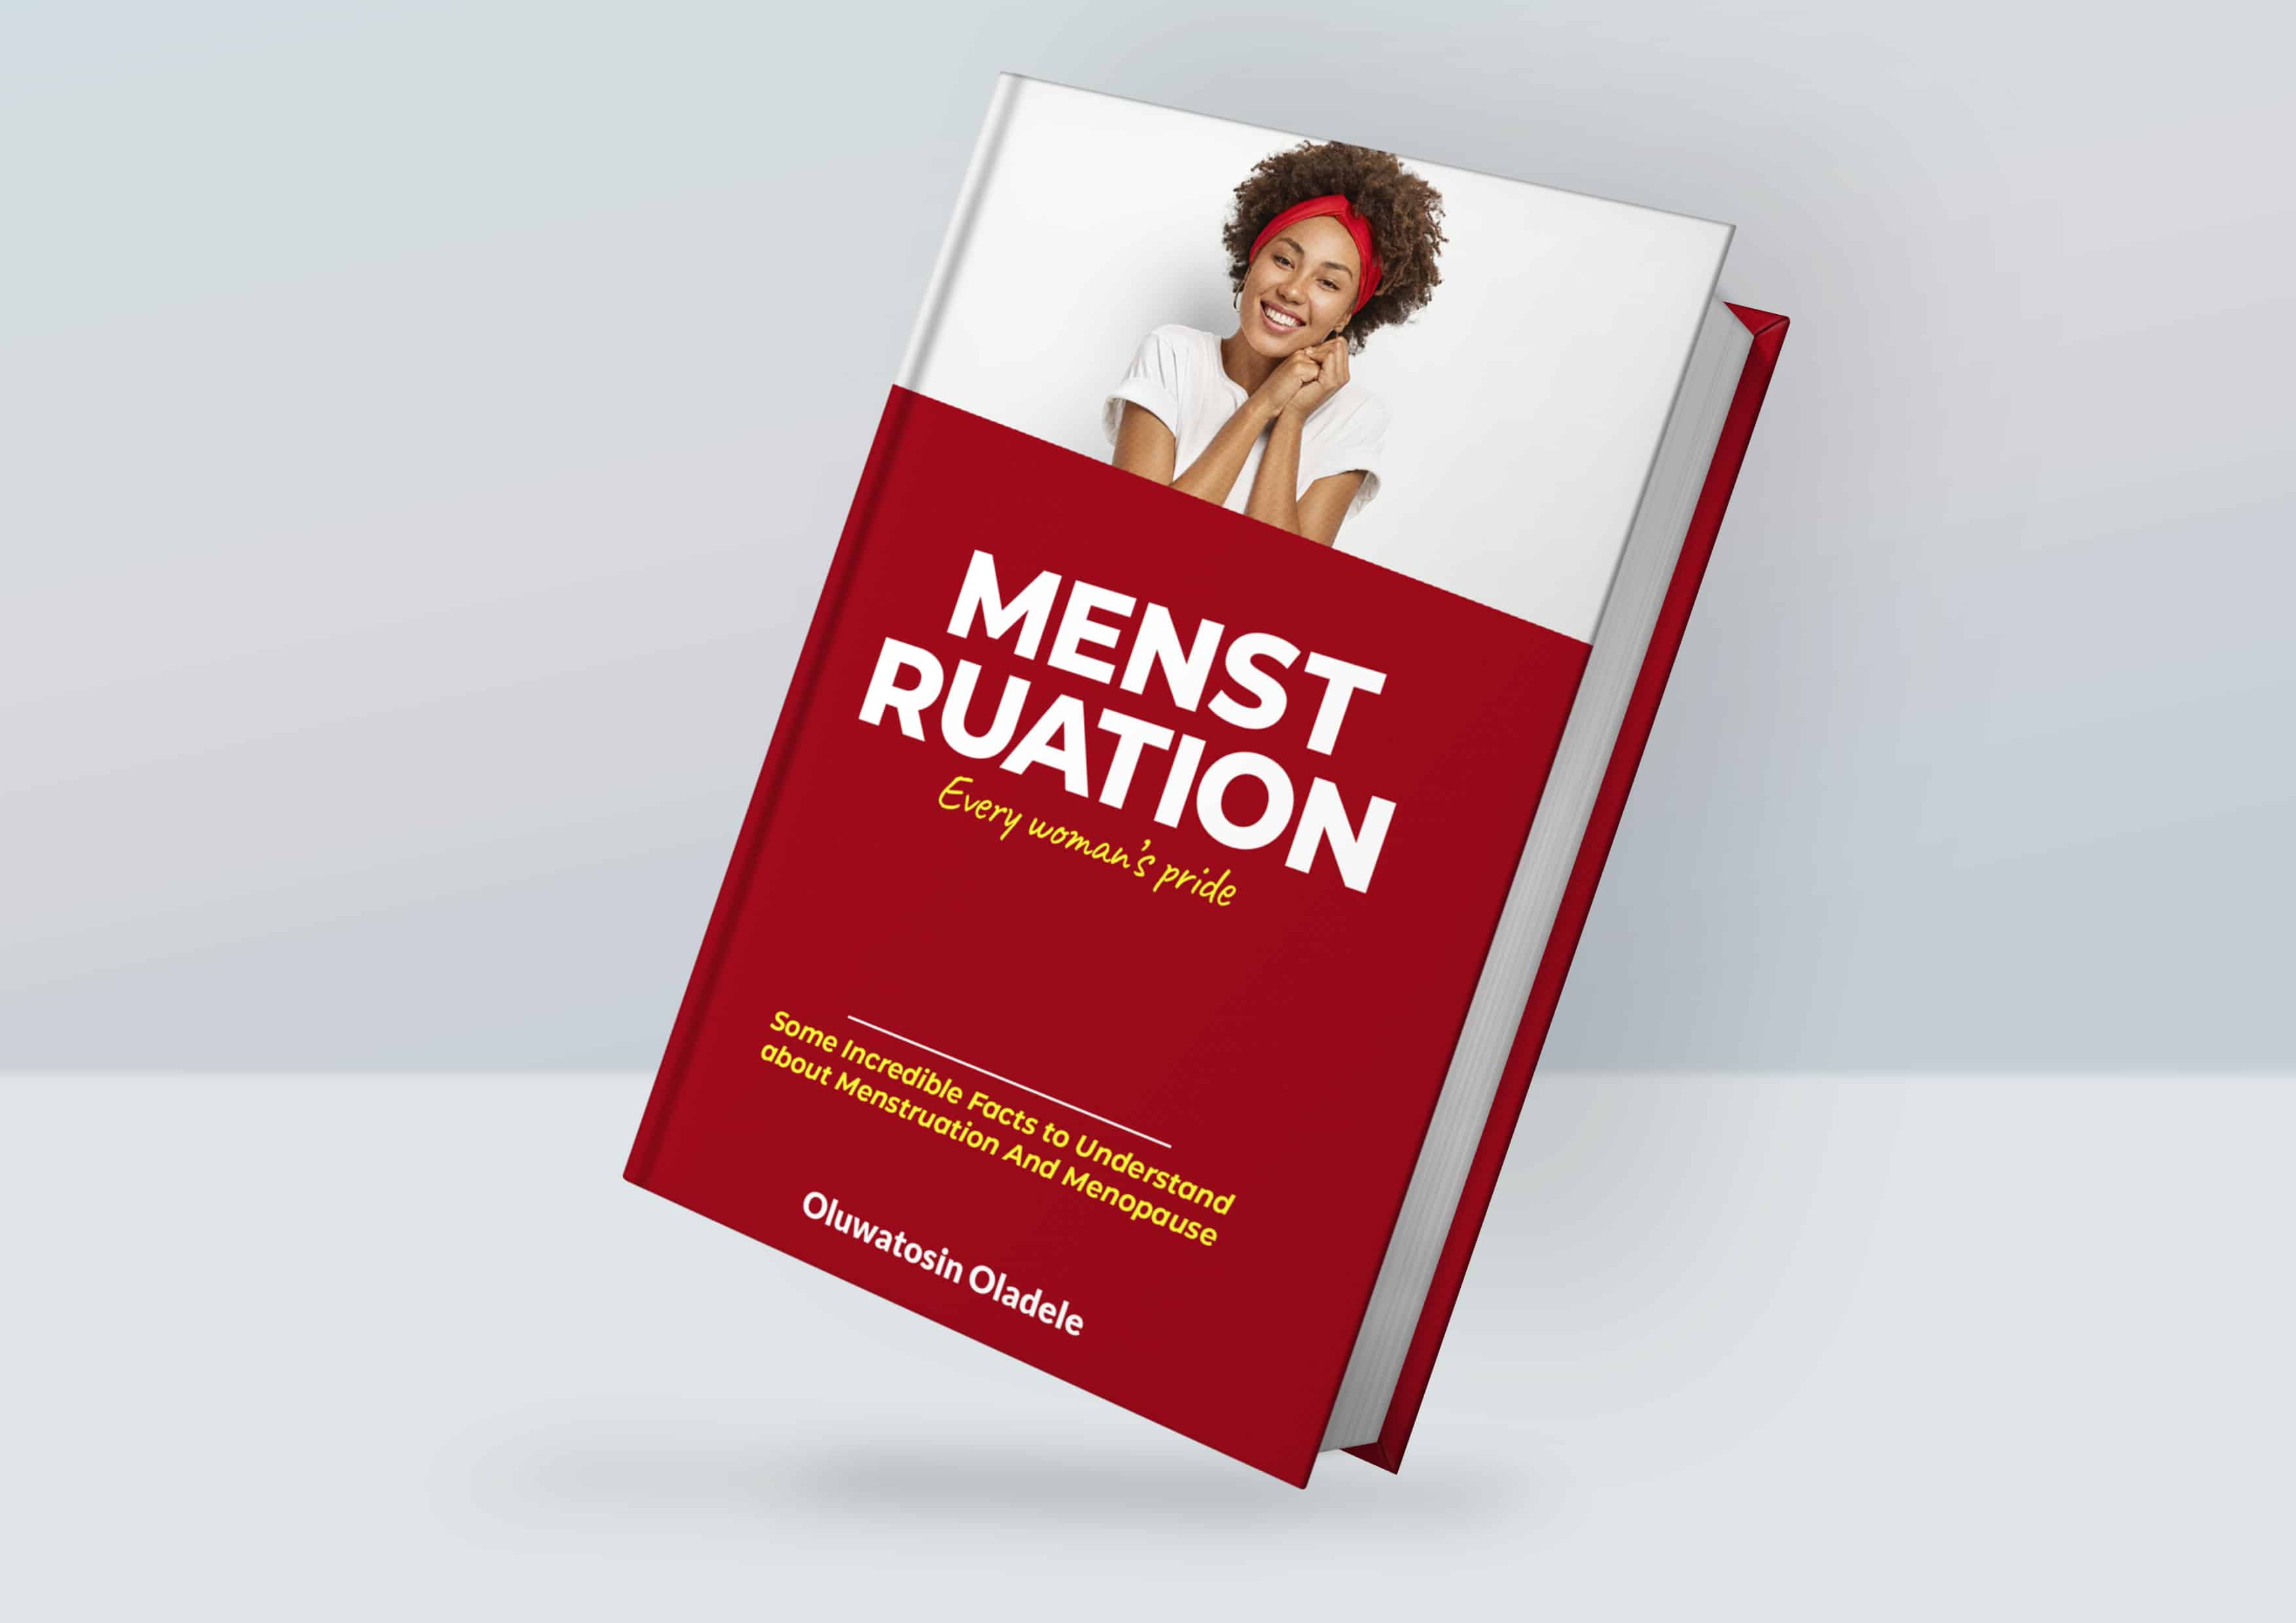 MENST
RUATION
Every woman's pride
Some Incredible Facts to Understand
about Menstruation And Menopause
Oluwatosin Oladele